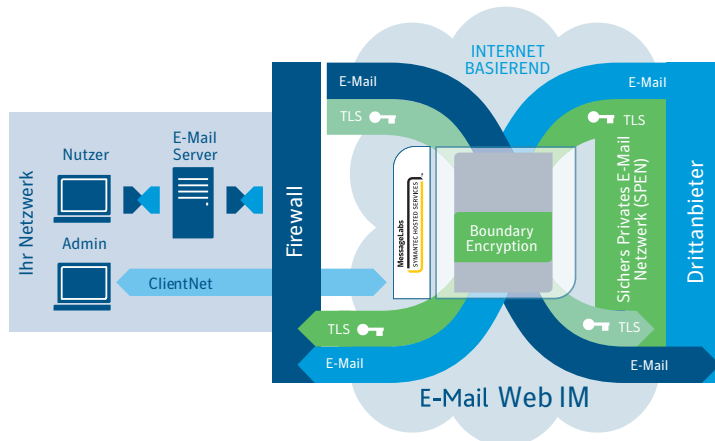 INTERNET
BASIEREND
E-Mail
TLS
E-Mail
TLS
Ihr Netzwerk
Nutzer
E-Mail
Server
Admin
ClientNet
Firewall
MessageLabs
SYMANTEC HOSTED SERVICES
Boundary
Encryption
Sichers Privates E-Mail
Netzwerk (SPEN)
Drittanbieter
TLS
E-Mail
TLS
E-Mail
E-Mail Web IM